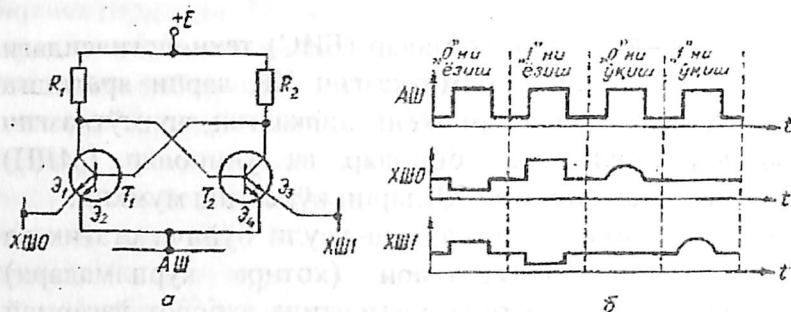 +E
R₁
R₂
Э₁
T₁
Э₂
T₂
Э₄
Э₃
ХШ0
АШ
ХШ1
а
„0"ни ёзиш
„1"ни ёзиш
„0"ни ўқиш
„1"ни ўқиш
АШ
t
ХШ0
t
ХШ1
t
б